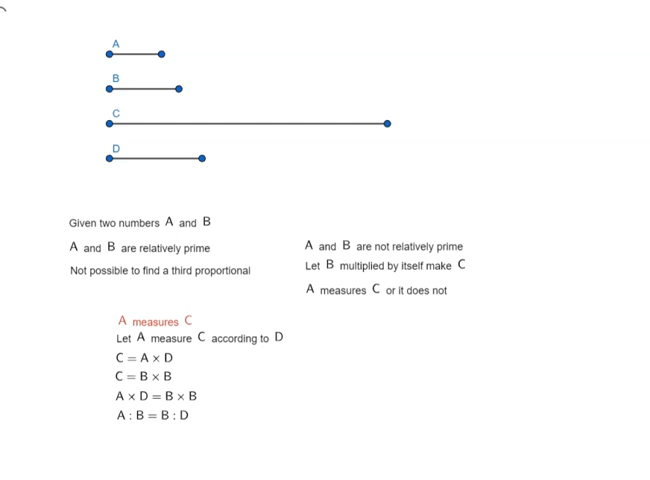 A
B
C
D
Given two numbers A and B
A and B are relatively prime
Not possible to find a third proportional
A and B are not relatively prime
Let B multiplied by itself make C
A measures C or it does not
A measures C
Let A measure C according to D
C = A × D
C = B × B
A × D = B × B
A : B = B : D